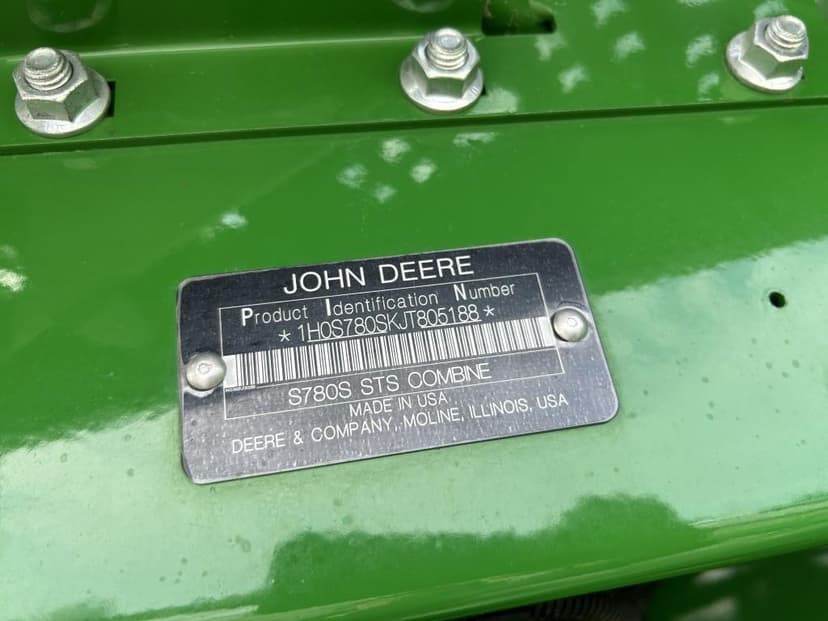 JOHN DEERE
Product Identification Number
*1H0S780SKJT805188*
S780S STS COMBINE
MADE IN USA
DEERE & COMPANY, MOLINE, ILLINOIS, USA